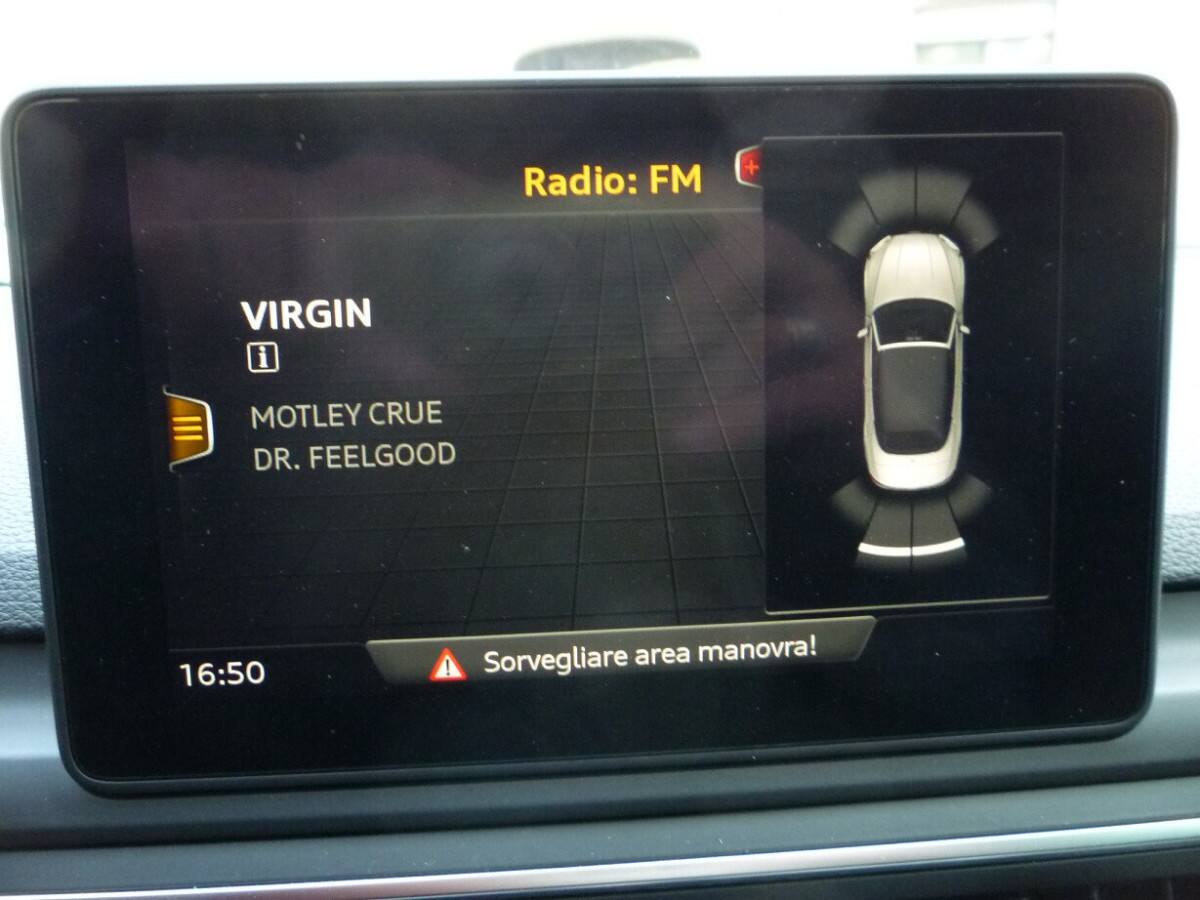 Radio: FM
VIRGIN
i
MOTLEY CRUE
DR. FEELGOOD
16:50
Sorvegliare area manovra!